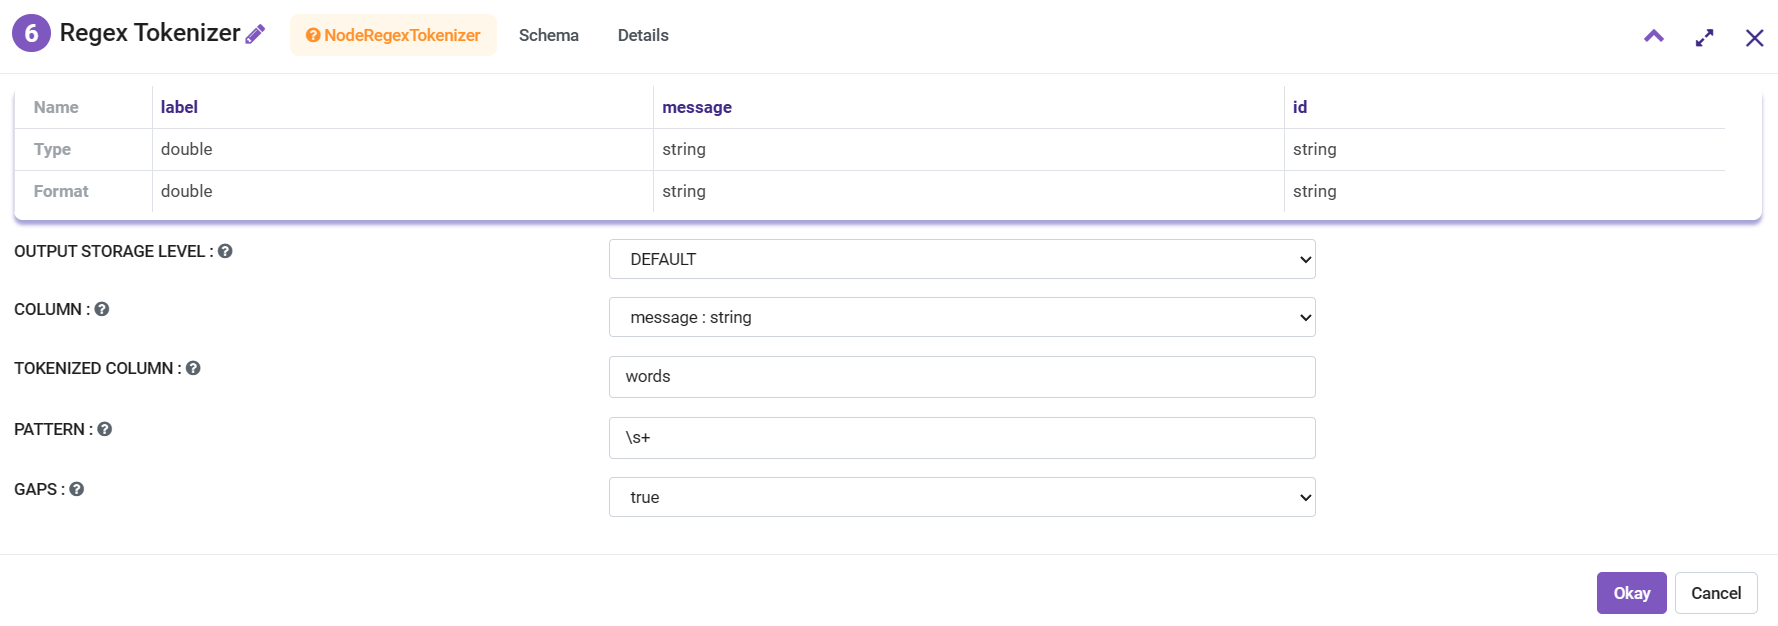 6 Regex Tokenizer NodeRegexTokenizer Schema Details
Name label message id
Type double string string
Format double string string
OUTPUT STORAGE LEVEL : DEFAULT
COLUMN : message : string
TOKENIZED COLUMN : words
PATTERN : \s+
GAPS : true
Okay Cancel